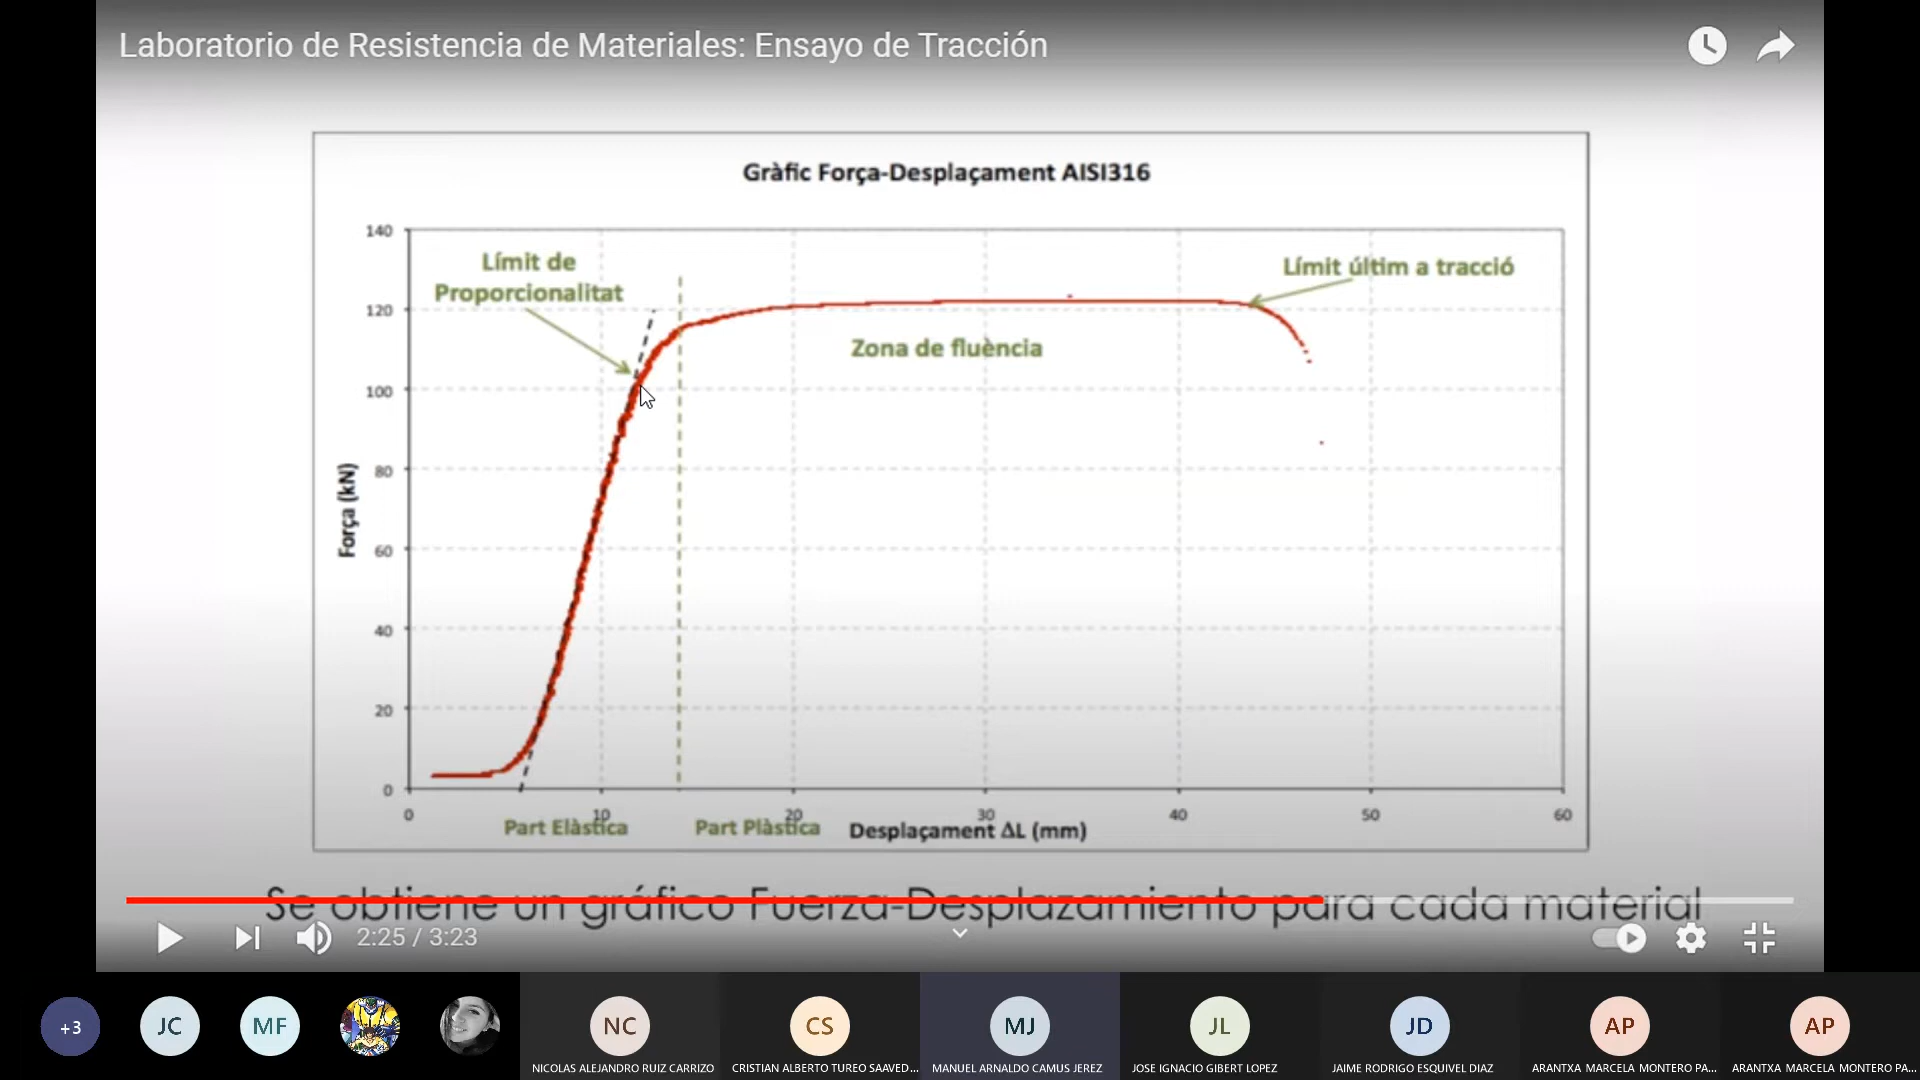 Laboratorio de Resistencia de Materiales: Ensayo de Tracción
Gràfic Força-Desplaçament AISI316
140
120
100
80
60
40
20
0
Força (kN)
Límit de
Proporcionalitat
Límit últim a tracció
Zona de fluència
0
10
20
30
40
50
60
Part Elàstica
Part Plàstica
Desplaçament ΔL (mm)
Se obtiene un gráfico Fuerza-Desplazamiento para cada material
2:25 / 3:23
+3
JC
MF
NC
CS
MJ
JL
JD
AP
AP
NICOLAS ALEJANDRO RUIZ CARRIZO
CRISTIAN ALBERTO TUREO SAAVED...
MANUEL ARNALDO CAMUS JEREZ
JOSE IGNACIO GIBERT LOPEZ
JAIME RODRIGO ESQUIVEL DIAZ
ARANTXA MARCELA MONTERO PA...
ARANTXA MARCELA MONTERO PA...